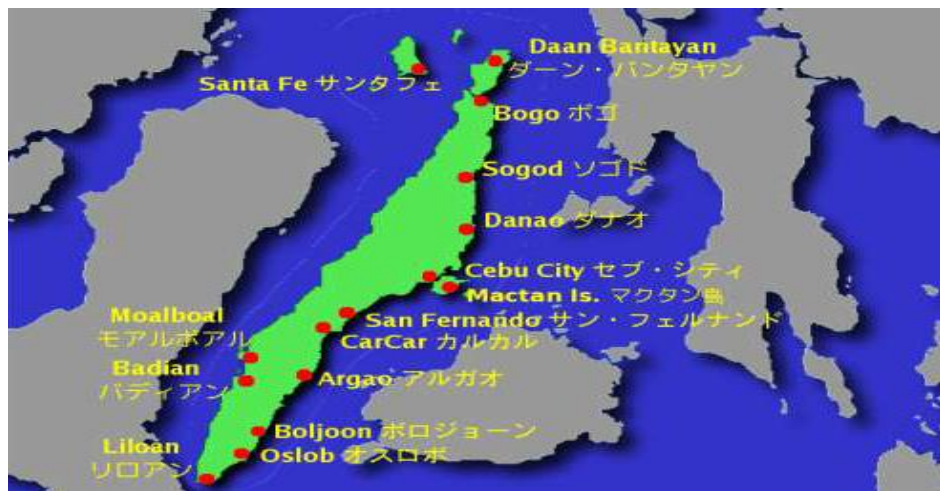 Daan Bantayan
ダーン・バンタヤン
Santa Fe サンタフェ
Bogo ボゴ
Sogod ソゴド
Danao ダナオ
Cebu City セブ・シティ
Mactan Is. マクタン島
Moalboal
モアルボアル
San Fernando サン・フェルナンド
CarCar カルカル
Badian
バディアン
Argao アルガオ
Boljoon ボロジョーン
Liloan
リロアン
Oslob オスロボ